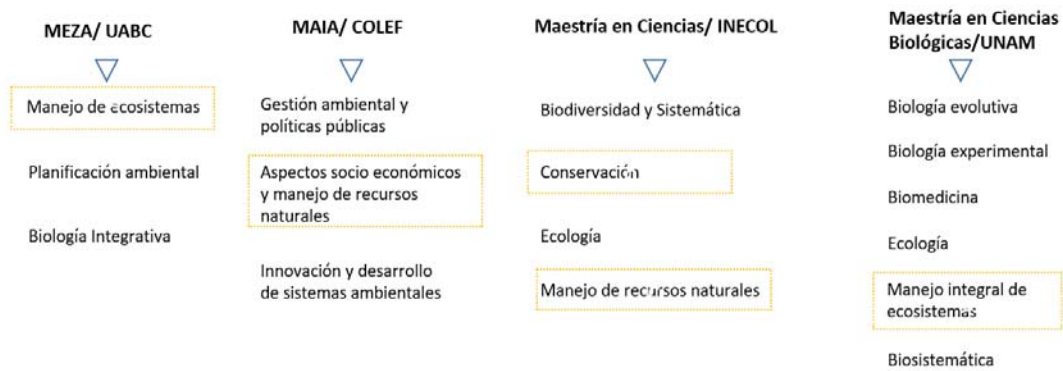 MEZA/ UABC
Manejo de ecosistemas
Planificación ambiental
Biología Integrativa
MAIA/ COLEF
Gestión ambiental y
políticas públicas
Aspectos socio económicos
y manejo de recursos
naturales
Innovación y desarrollo
de sistemas ambientales
Maestría en Ciencias/ INECOL
Biodiversidad y Sistemática
Conservación
Ecología
Manejo de recursos naturales
Maestría en Ciencias
Biológicas/UNAM
Biología evolutiva
Biología experimental
Biomedicina
Ecología
Manejo integral de
ecosistemas
Biosistemática